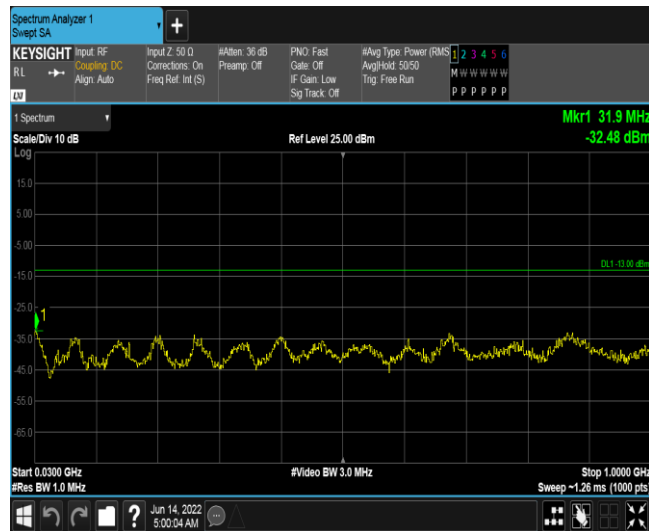 Spectrum Analyzer 1
Swept SA
+
KEYSIGHT
RL
LXI
Input: RF
Coupling: DC
Align: Auto
Input Z: 50 Ω
Corrections: On
Freq Ref: Int (S)
#Atten: 36 dB
Preamp: Off
PNO: Fast
Gate: Off
IF Gain: Low
Sig Track: Off
#Avg Type: Power (RMS
Avg|Hold: 50/50
Trig: Free Run
1 2 3 4 5 6
M W W W W W
P P P P P P
1 Spectrum
Mkr1 31.9 MHz
-32.48 dBm
Scale/Div 10 dB
Ref Level 25.00 dBm
Log
15.0
5.00
-5.00
DL1 -13.00 dBm
-15.0
-25.0
1
-35.0
-45.0
-55.0
-65.0
Start 0.0300 GHz
#Video BW 3.0 MHz
Stop 1.0000 GHz
#Res BW 1.0 MHz
Sweep ~1.26 ms (1000 pts)
?
Jun 14, 2022
5:00:04 AM